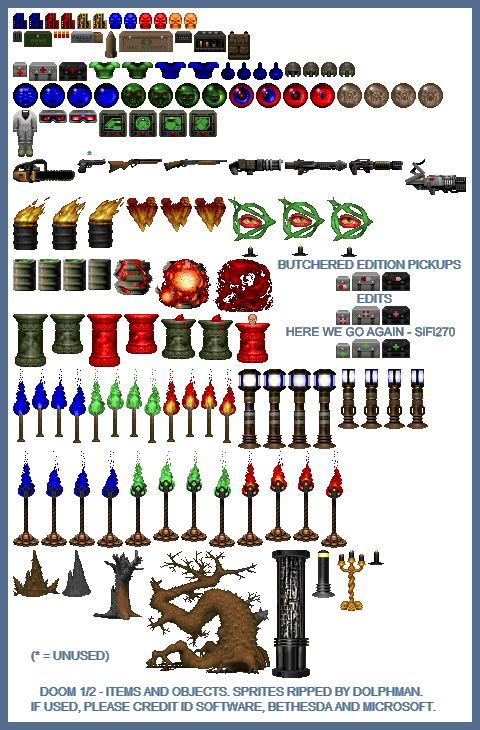 *
BUTCHERED EDITION PICKUPS
EDITS
HERE WE GO AGAIN - SIFI270
(* = UNUSED)
DOOM 1/2 - ITEMS AND OBJECTS. SPRITES RIPPED BY DOLPHMAN.
IF USED, PLEASE CREDIT ID SOFTWARE, BETHESDA AND MICROSOFT.